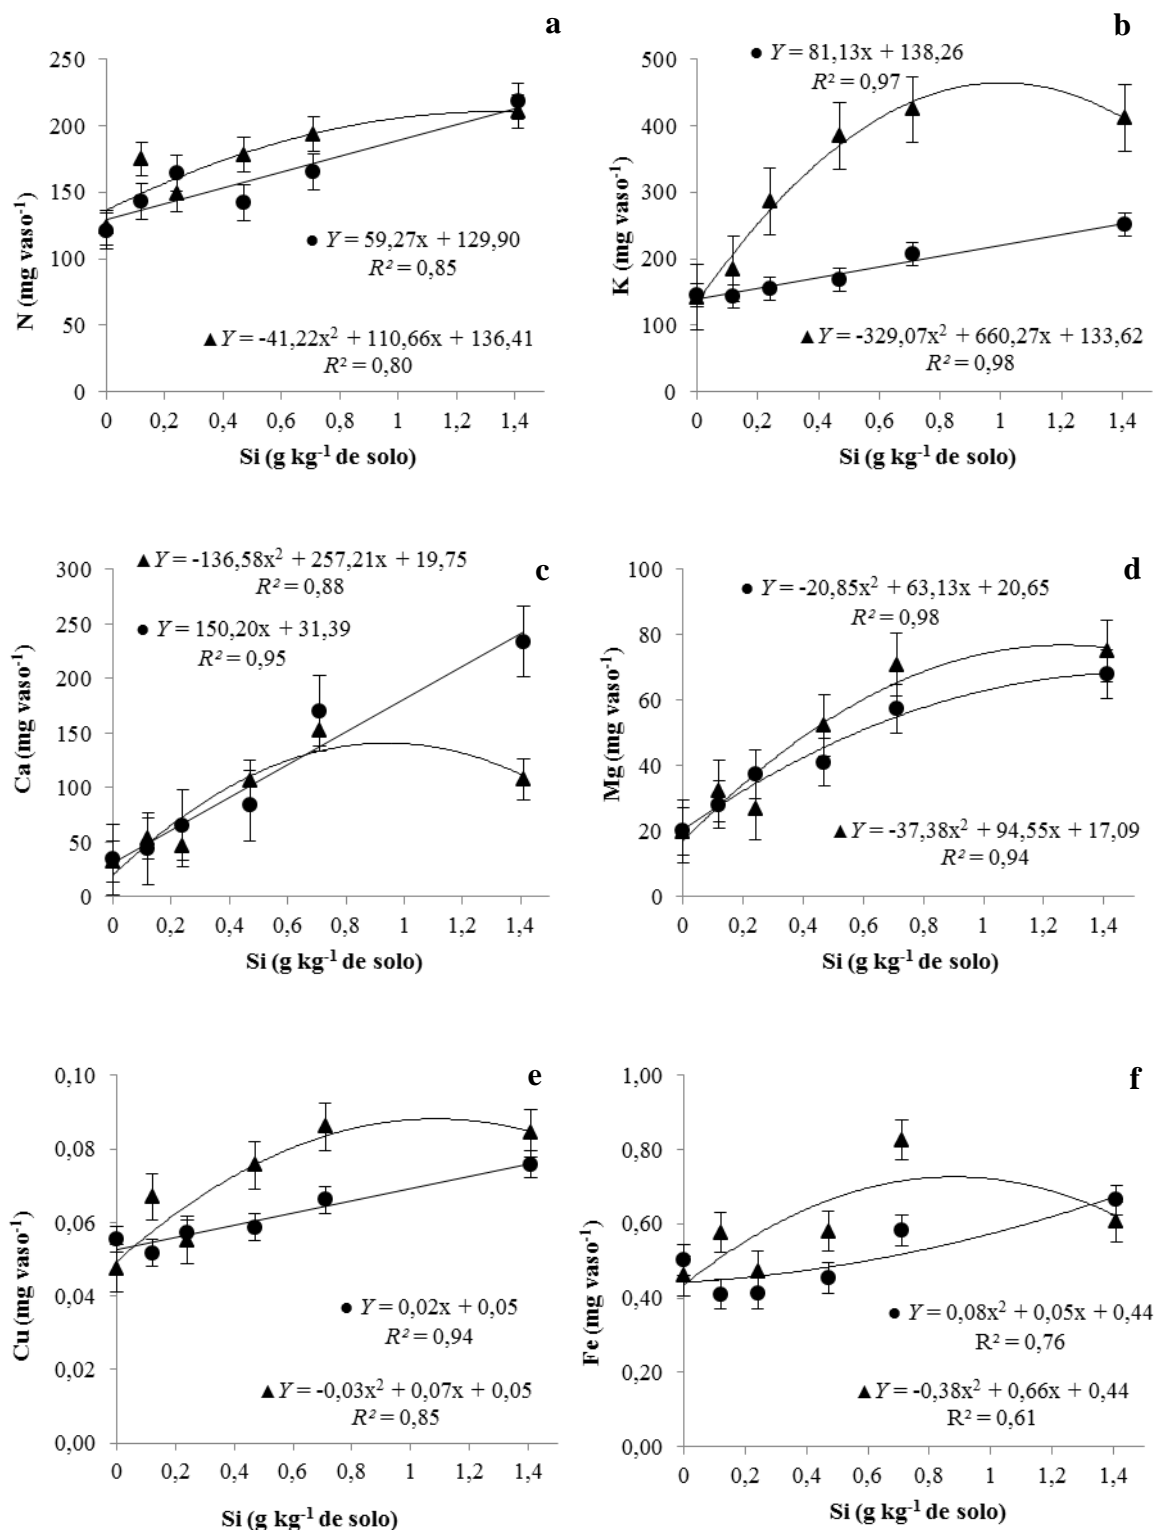 a
250
200
150
100
50
0
N (mg vaso⁻¹)
● Y = 59,27x + 129,90
R² = 0,85
▲ Y = -41,22x² + 110,66x + 136,41
R² = 0,80
0 0,2 0,4 0,6 0,8 1 1,2 1,4
Si (g kg⁻¹ de solo)
b
500
400
300
200
100
0
K (mg vaso⁻¹)
● Y = 81,13x + 138,26
R² = 0,97
▲ Y = -329,07x² + 660,27x + 133,62
R² = 0,98
0 0,2 0,4 0,6 0,8 1 1,2 1,4
Si (g kg⁻¹ de solo)
c
▲ Y = -136,58x² + 257,21x + 19,75
R² = 0,88
● Y = 150,20x + 31,39
R² = 0,95
300
250
200
150
100
50
0
Ca (mg vaso⁻¹)
0 0,2 0,4 0,6 0,8 1 1,2 1,4
Si (g kg⁻¹ de solo)
d
100
80
60
40
20
0
Mg (mg vaso⁻¹)
● Y = -20,85x² + 63,13x + 20,65
R² = 0,98
▲ Y = -37,38x² + 94,55x + 17,09
R² = 0,94
0 0,2 0,4 0,6 0,8 1 1,2 1,4
Si (g kg⁻¹ de solo)
e
0,10
0,08
0,06
0,04
0,02
0,00
Cu (mg vaso⁻¹)
● Y = 0,02x + 0,05
R² = 0,94
▲ Y = -0,03x² + 0,07x + 0,05
R² = 0,85
0 0,2 0,4 0,6 0,8 1 1,2 1,4
Si (g kg⁻¹ de solo)
f
1,00
0,80
0,60
0,40
0,20
0,00
Fe (mg vaso⁻¹)
● Y = 0,08x² + 0,05x + 0,44
R² = 0,76
▲ Y = -0,38x² + 0,66x + 0,44
R² = 0,61
0 0,2 0,4 0,6 0,8 1 1,2 1,4
Si (g kg⁻¹ de solo)